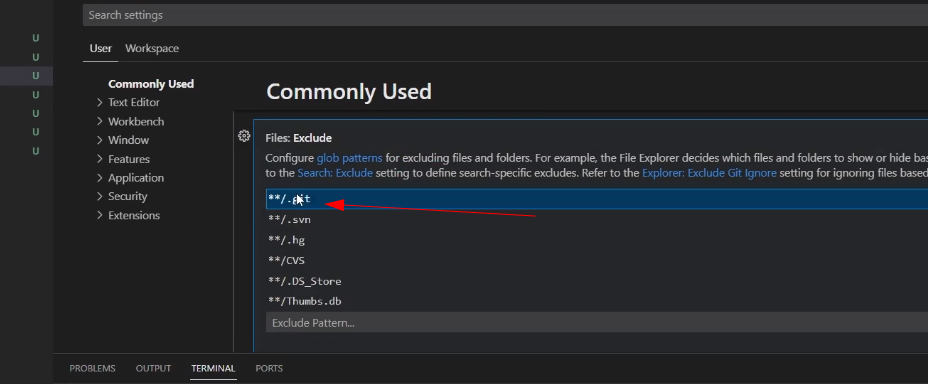 Search settings
User Workspace
Commonly Used
Text Editor
Workbench
Window
Features
Application
Security
Extensions
Commonly Used
Files: Exclude
Configure glob patterns for excluding files and folders. For example, the File Explorer decides which files and folders to show or hide
to the Search: Exclude setting to define search-specific excludes. Refer to the Explorer: Exclude Git Ignore setting for ignoring files based
**/.git
**/.svn
**/.hg
**/CVS
**/.DS_Store
**/Thumbs.db
Exclude Pattern...
U
U
U
U
U
U
U
PROBLEMS OUTPUT TERMINAL PORTS